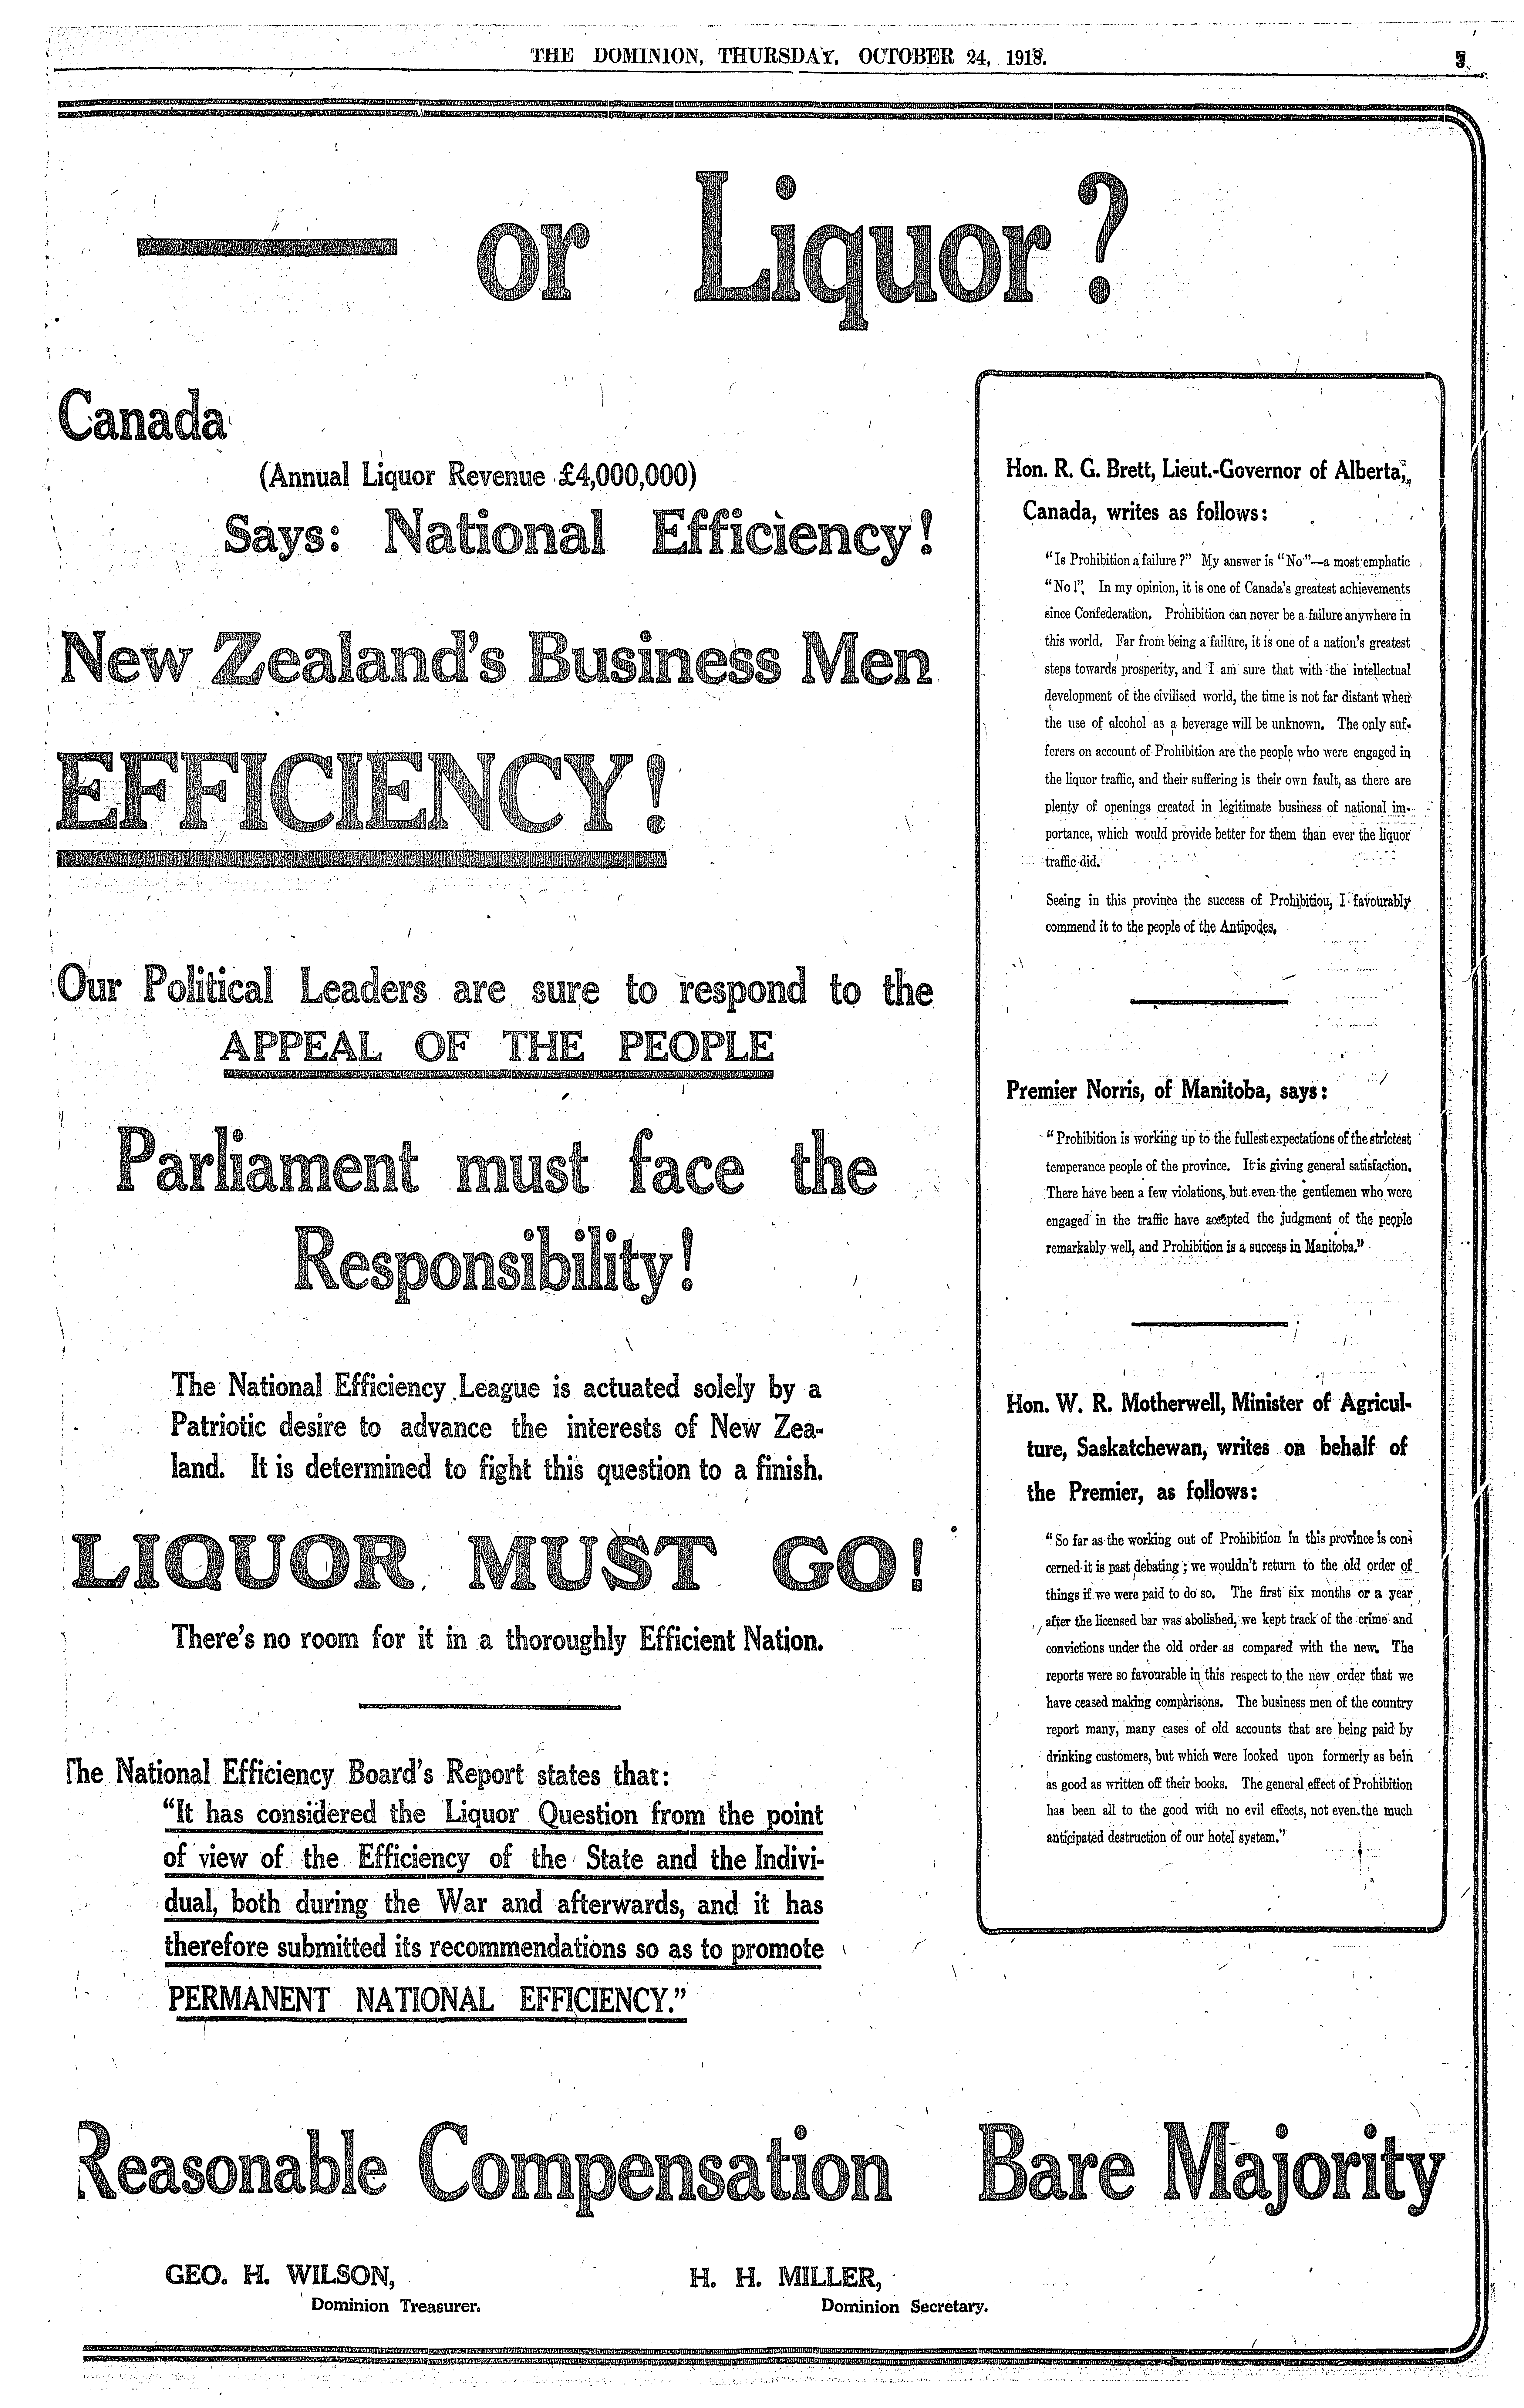 THE DOMINION, THURSDAY, OCTOBER 24, 1918.
or Liquor?
Canada
(Annual Liquor Revenue £4,000,000)
Says: National Efficiency!
New Zealand's Business Men
EFFICIENCY!
Our Political Leaders are sure to respond to the
APPEAL OF THE PEOPLE
Parliament must face the
Responsibility!
The National Efficiency League is actuated solely by a
Patriotic desire to advance the interests of New Zea-
land. It is determined to fight this question to a finish.
LIQUOR MUST GO!
There's no room for it in a thoroughly Efficient Nation.
The National Efficiency Board's Report states that:
"It has considered the Liquor Question from the point
of view of the Efficiency of the State and the Indivi-
dual, both during the War and afterwards, and it has
therefore submitted its recommendations so as to promote
PERMANENT NATIONAL EFFICIENCY."
Hon. R. G. Brett, Lieut.-Governor of Alberta,
Canada, writes as follows:
"Is Prohibition a failure?" My answer is "No"—a most emphatic
"No!". In my opinion, it is one of Canada's greatest achievements
since Confederation. Prohibition can never be a failure anywhere in
this world. Far from being a failure, it is one of a nation's greatest
steps towards prosperity, and I am sure that with the intellectual
development of the civilised world, the time is not far distant when
the use of alcohol as a beverage will be unknown. The only suf-
ferers on account of Prohibition are the people who were engaged in
the liquor traffic, and their suffering is their own fault, as there are
plenty of openings created in legitimate business of national im-
portance, which would provide better for them than ever the liquor
traffic did.
Seeing in this province the success of Prohibition, I favourably
commend it to the people of the Antipodes.
Premier Norris, of Manitoba, says:
"Prohibition is working up to the fullest expectations of the strictest
temperance people of the province. It is giving general satisfaction.
There have been a few violations, but even the gentlemen who were
engaged in the traffic have accepted the judgment of the people
remarkably well, and Prohibition is a success in Manitoba."
Hon. W. R. Motherwell, Minister of Agricul-
ture, Saskatchewan, writes on behalf of
the Premier, as follows:
"So far as the working out of Prohibition in this province is con-
cerned it is past debating; we wouldn't return to the old order of
things if we were paid to do so. The first six months or a year
after the licensed bar was abolished, we kept track of the crime and
convictions under the old order as compared with the new. The
reports were so favourable in this respect to the new order that we
have ceased making comparisons. The business men of the country
report many, many cases of old accounts that are being paid by
drinking customers, but which were looked upon formerly as bein
as good as written off their books. The general effect of Prohibition
has been all to the good with no evil effects, not even the much
anticipated destruction of our hotel system."
Reasonable Compensation Bare Majority
GEO. H. WILSON,
Dominion Treasurer.
H. H. MILLER,
Dominion Secretary.